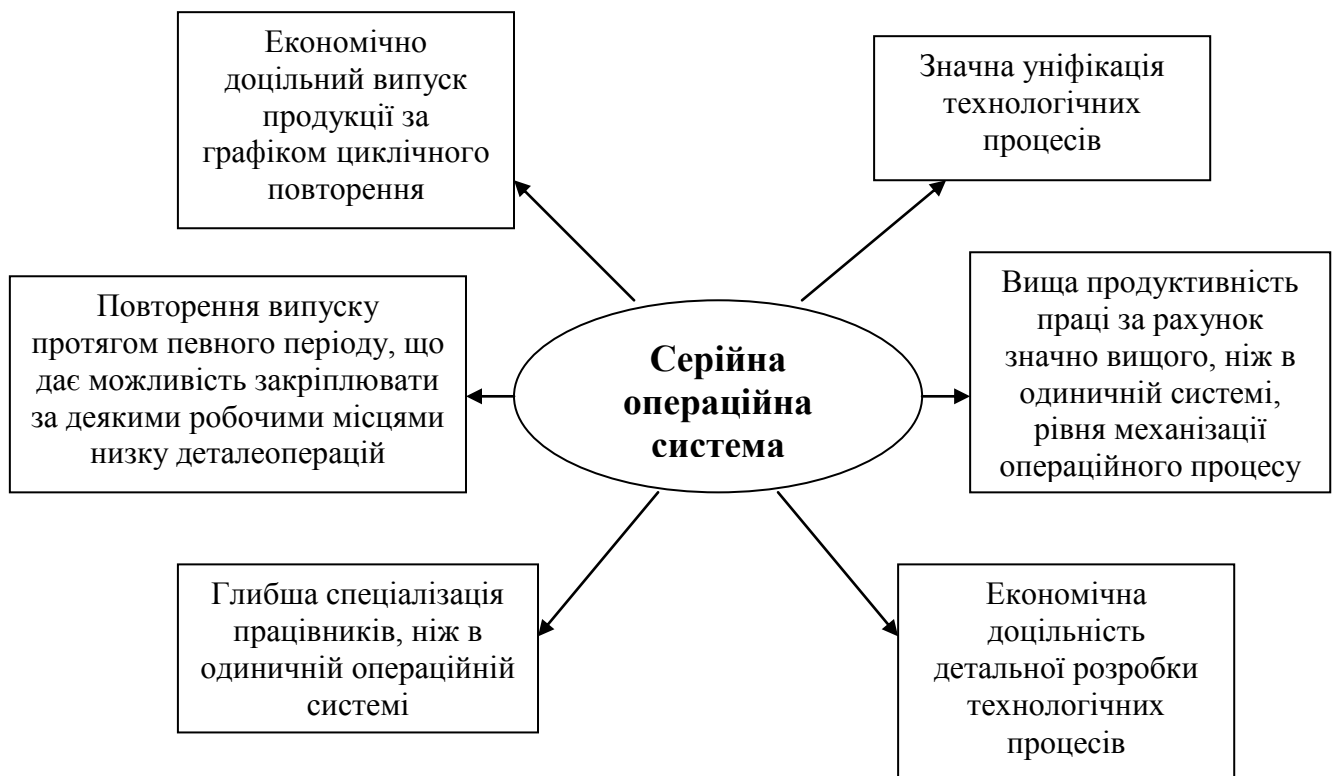 Економічно
доцільний випуск
продукції за
графіком циклічного
повторення
Значна уніфікація
технологічних
процесів
Повторення випуску
протягом певного періоду, що
дає можливість закріплювати
за деякими робочими місцями
низку деталеоперацій
Серійна
операційна
система
Вища продуктивність
праці за рахунок
значно вищого, ніж в
одиничній системі,
рівня механізації
операційного процесу
Глибша спеціалізація
працівників, ніж в
одиничній операційній
системі
Економічна
доцільність
детальної розробки
технологічних
процесів